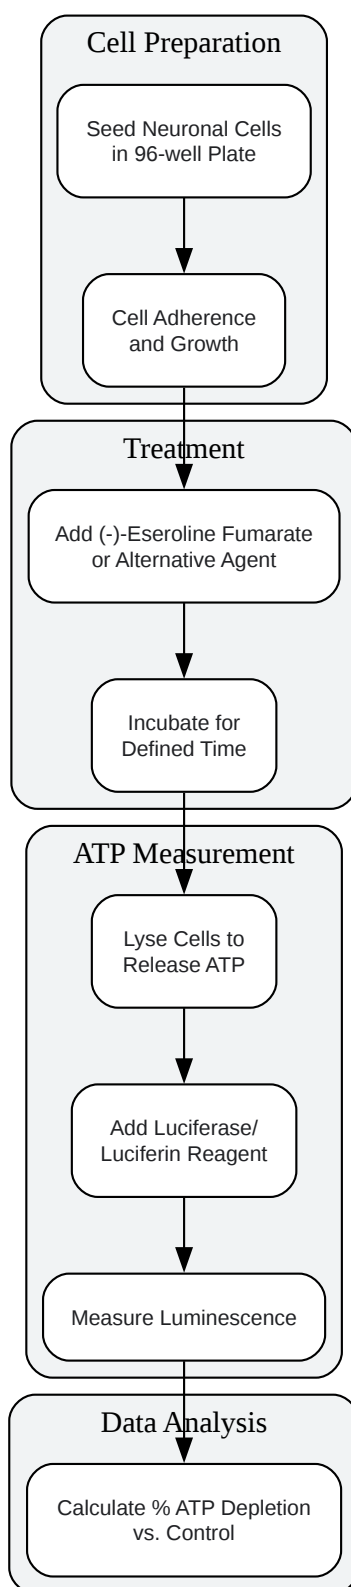 Cell Preparation
Seed Neuronal Cells
in 96-well Plate
Cell Adherence
and Growth
Treatment
Add (-)-Eseroline Fumarate
or Alternative Agent
Incubate for
Defined Time
ATP Measurement
Lyse Cells to
Release ATP
Add Luciferase/
Luciferin Reagent
Measure Luminescence
Data Analysis
Calculate % ATP Depletion
vs. Control